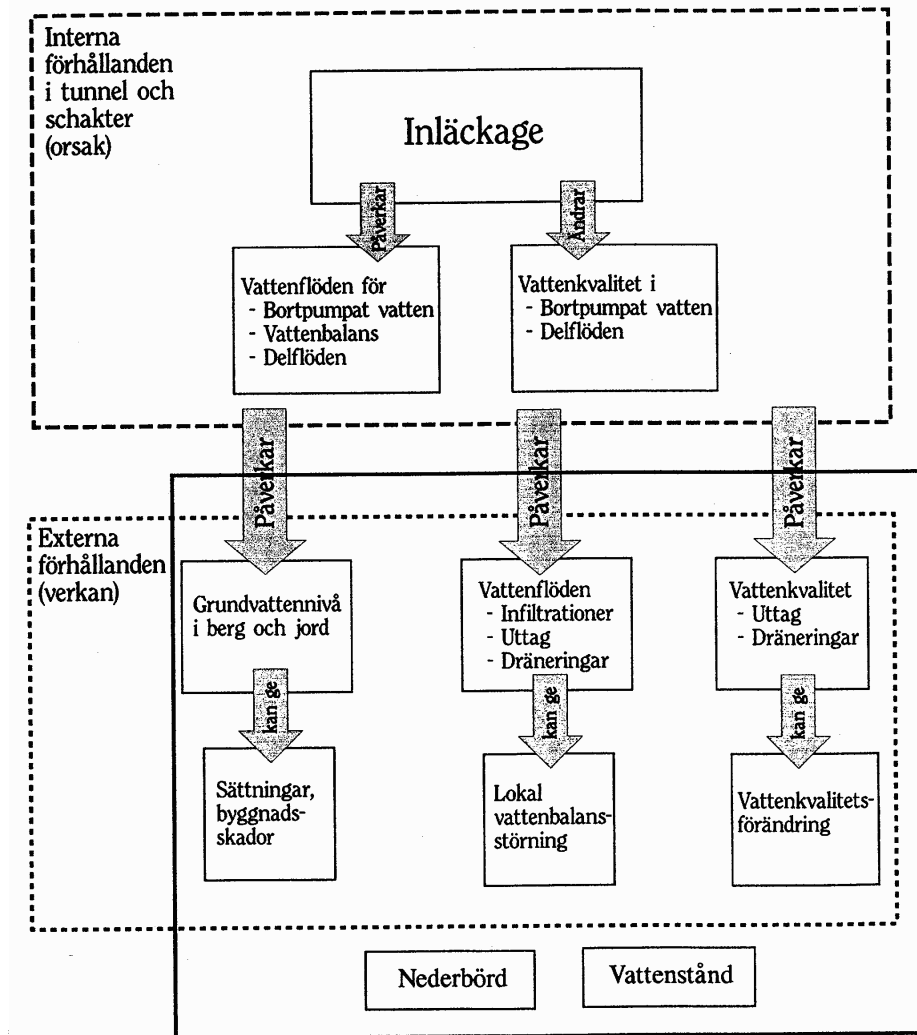 Interna
förhållanden
i tunnel och
schakter
(orsak)
Inläckage
Påverkar
Ändrar
Vattenflöden för
- Bortpumpat vatten
- Vattenbalans
- Delflöden
Vattenkvalitet i
- Bortpumpat vatten
- Delflöden
Påverkar
Påverkar
Påverkar
Externa
förhållanden
(verkan)
Grundvattennivå
i berg och jord
Vattenflöden
- Infiltrationer
- Uttag
- Dräneringar
Vattenkvalitet
- Uttag
- Dräneringar
kan ge
kan ge
kan ge
Sättningar,
byggnads-
skador
Lokal
vattenbalans-
störning
Vattenkvalitets-
förändring
Nederbörd
Vattenstånd